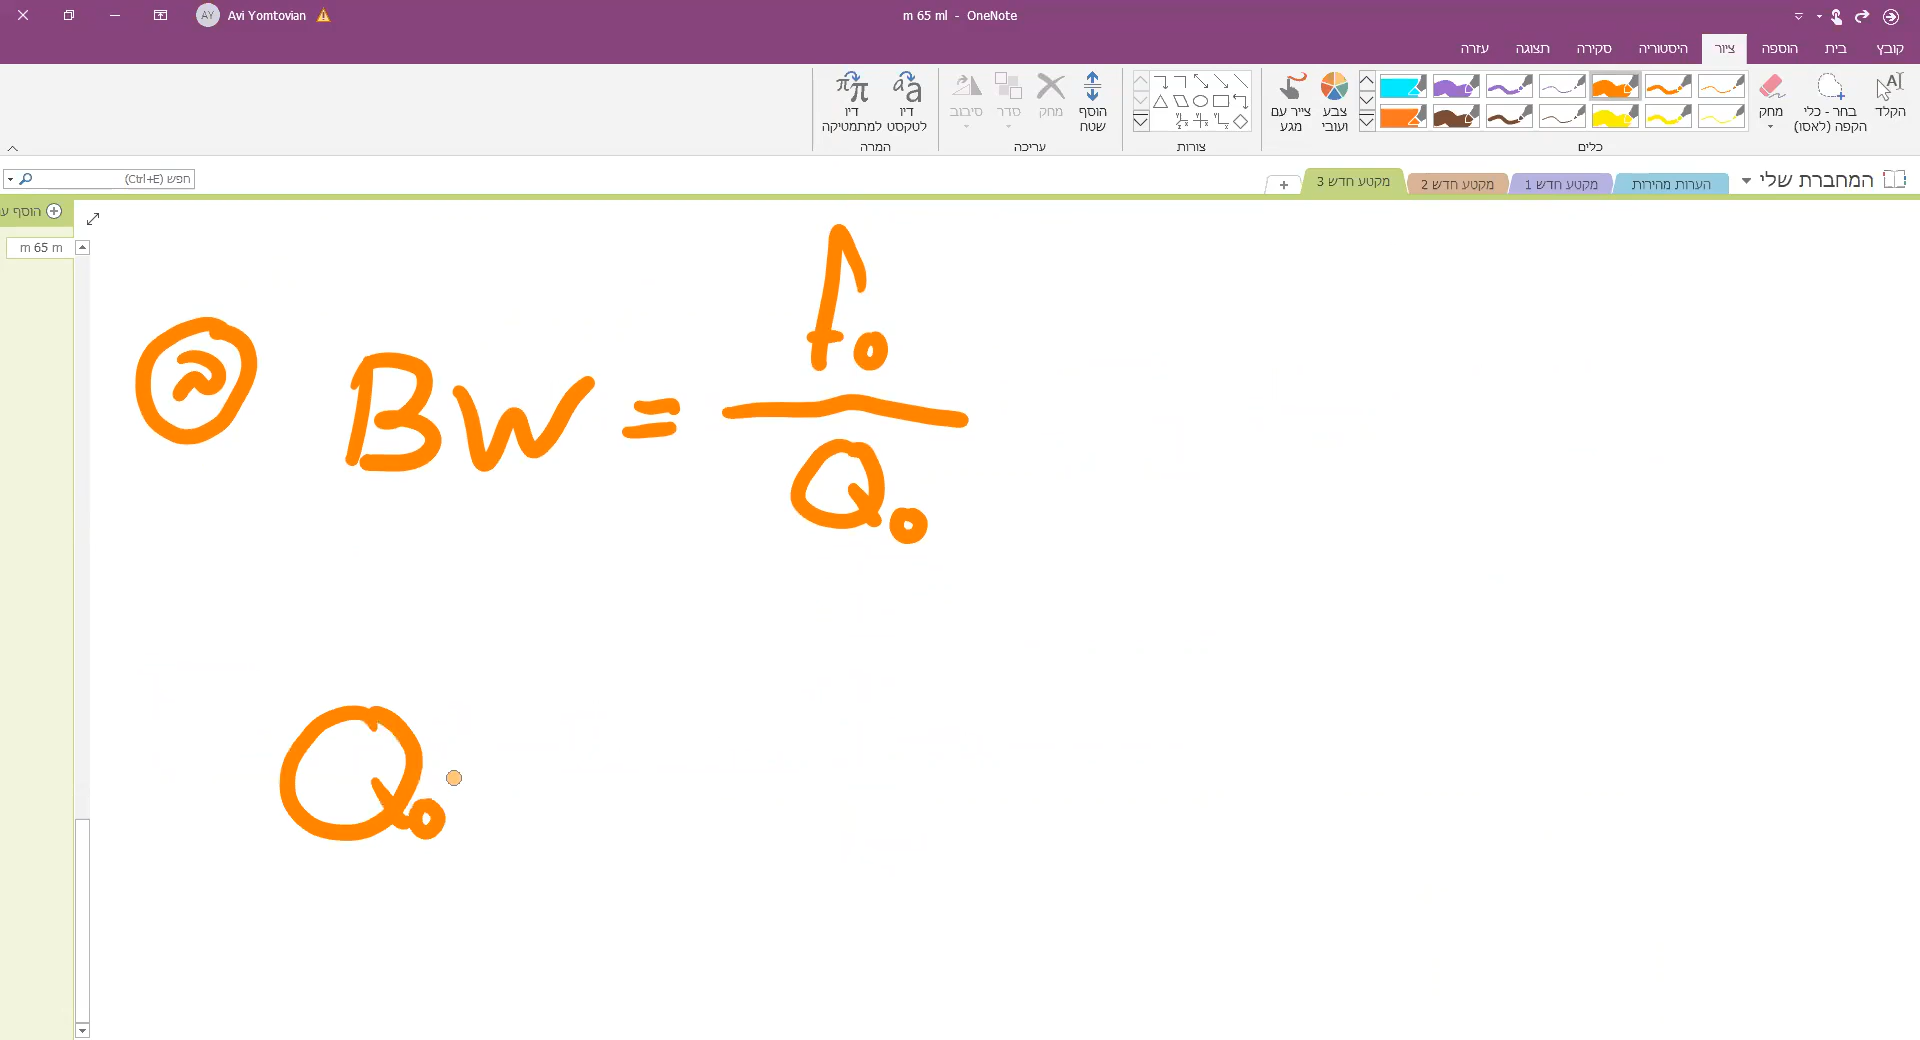 AY Avi Yomtovian m 65 ml - OneNote
קובץ בית הוספה ציור היסטוריה סקירה תצוגה עזרה
הקלד בחר - כלי הקפה (לאסו) מחק צבע ועובי צייר עם מגע הוסף שטח מחק סדר סיבוב דיו לטקסט דיו למתמטיקה
כלים צורות עריכה המרה
המחברת שלי הערות מהירות מקטע חדש 1 מקטע חדש 2 מקטע חדש 3 + חפש (Ctrl+E)
הוסף
m 65 m
BW = f₀ / Q₀
Q₀